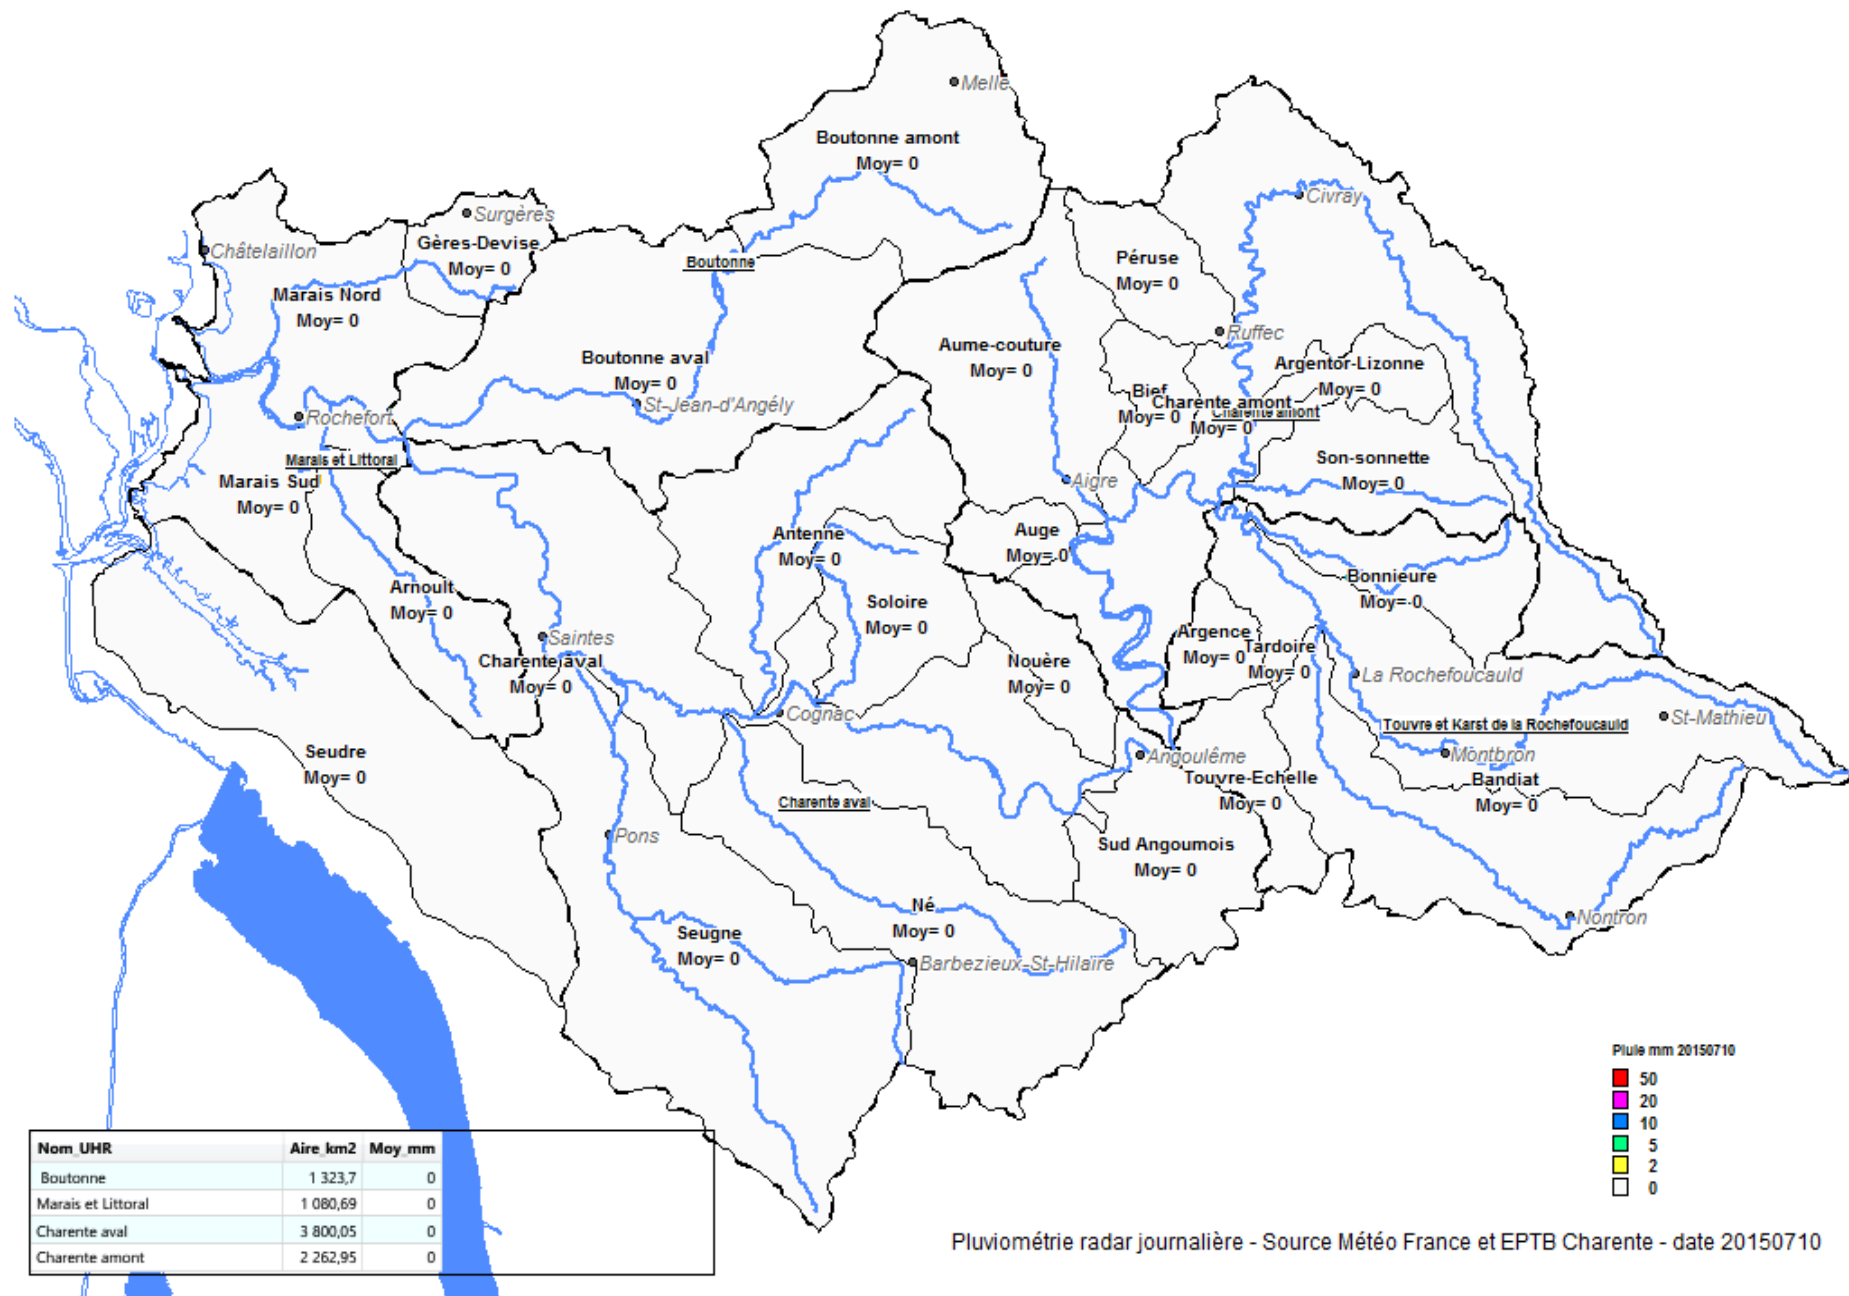 Melle
Boutonne amont
Moy= 0
Civray
Surgères
Châtelaillon
Gères-Devise
Moy= 0
Boutonne
Péruse
Moy= 0
Marais Nord
Moy= 0
Ruffec
Aume-couture
Moy= 0
Boutonne aval
Moy= 0
Argentor-Lizonne
Moy= 0
Bief
Moy= 0
Charente amont
Moy= 0
Charente amont
St-Jean-d'Angély
Rochefort
Marais et Littoral
Son-sonnette
Moy= 0
Marais Sud
Moy= 0
Aigre
Antenne
Moy= 0
Auge
Moy= 0
Bonnieure
Moy= 0
Arnoult
Moy= 0
Soloire
Moy= 0
Saintes
Argence
Moy= 0
Tardoire
Moy= 0
Charente aval
Moy= 0
Nouère
Moy= 0
La Rochefoucauld
Cognac
St-Mathieu
Touvre et Karst de la Rochefoucauld
Seudre
Moy= 0
Angoulême
Montbron
Touvre-Echelle
Moy= 0
Bandiat
Moy= 0
Charente aval
Pons
Sud Angoumois
Moy= 0
Né
Moy= 0
Nontron
Seugne
Moy= 0
Barbezieux-St-Hilaire
Pluie mm 20150710
50
20
10
5
2
0
Nom_UHR Aire_km2 Moy_mm
Boutonne 1 323,7 0
Marais et Littoral 1 080,69 0
Charente aval 3 800,05 0
Charente amont 2 262,95 0
Pluviométrie radar journalière - Source Météo France et EPTB Charente - date 20150710